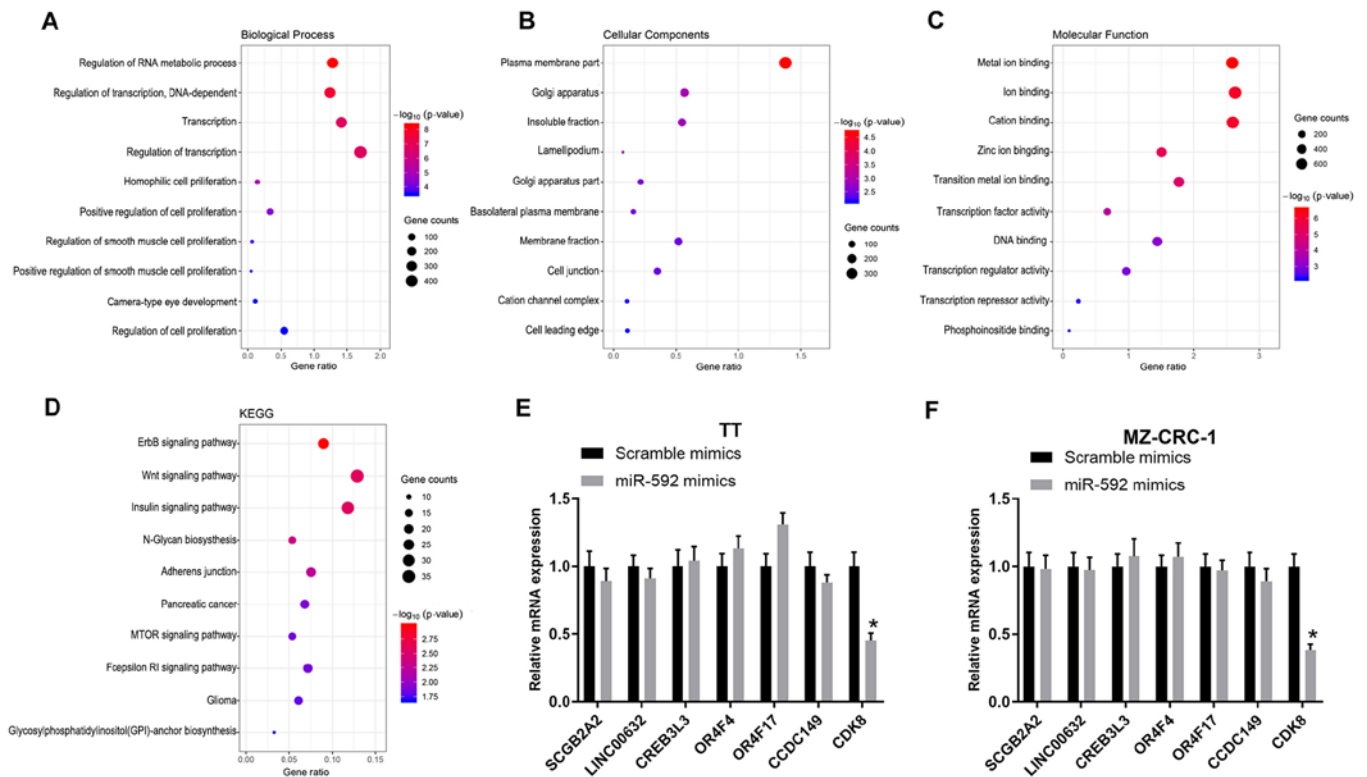 A
Biological Process
Regulation of RNA metabolic process
Regulation of transcription, DNA-dependent
Transcription
Regulation of transcription
Homophilic cell priliferation
Positive regulation of cell proliferation
Regulation of smooth muscle cell proliferation
Positive regulation of smooth muscle cell proliferation
Camera-type eye development
Regulation of cell proliferation
0.0 0.5 1.0 1.5 2.0
Gene ratio
−log10 (p-value)
8
7
6
5
4
Gene counts
100
200
300
400
B
Cellular Components
Plasma membrane part
Golgi apparatus
Insoluble fraction
Lamellipodium
Golgi apparatus part
Basolateral plasma membrane
Membrane fraction
Cell junction
Cation channel complex
Cell leading edge
0.0 0.5 1.0 1.5
Gene ratio
−log10 (p-value)
4.5
4.0
3.5
3.0
2.5
Gene counts
100
200
300
C
Molecular Function
Metal ion binding
Ion binding
Cation binding
Zinc ion bingding
Transition metal ion binding
Transcription factor activity
DNA binding
Transcription regulator activity
Transcription repressor activity
Phosphoinositide binding
0 1 2 3
Gene ratio
Gene counts
200
400
600
−log10 (p-value)
6
5
4
3
D
KEGG
ErbB signaling pathway
Wnt signaling pathway
Insulin signaling pathway
N-Glycan biosysthesis
Adherens junction
Pancreatic cancer
MTOR signaling pathway
Fcepsilon RI signaling pathway
Glioma
Glycosylphosphatidylinositol(GPI)-anchor biosynthesis
0.00 0.05 0.10 0.15
Gene ratio
Gene counts
10
15
20
25
30
35
−log10 (p-value)
2.75
2.50
2.25
2.00
1.75
E
TT
Scramble mimics
miR-592 mimics
Relative mRNA expression
1.5
1.0
0.5
0.0
*
SCGB2A2
LINC00632
CREB3L3
OR4F4
OR4F17
CCDC149
CDK8
F
MZ-CRC-1
Scramble mimics
miR-592 mimics
Relative mRNA expression
1.5
1.0
0.5
0.0
*
SCGB2A2
LINC00632
CREB3L3
OR4F4
OR4F17
CCDC149
CDK8